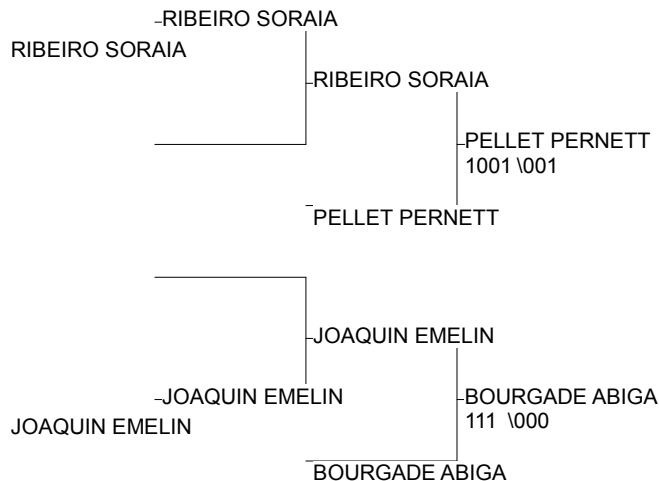 RIBEIRO SORAIA
RIBEIRO SORAIA
RIBEIRO SORAIA
PELLET PERNETT
1001 \001
PELLET PERNETT
JOAQUIN EMELIN
JOAQUIN EMELIN
BOURGADE ABIGA
111 \000
JOAQUIN EMELIN
BOURGADE ABIGA